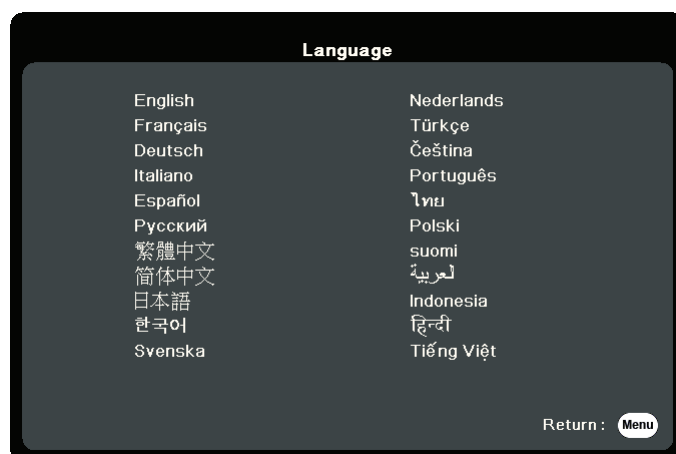 Language
English
Français
Deutsch
Italiano
Español
Русский
繁體中文
简体中文
日本語
한국어
Svenska
Nederlands
Türkçe
Čeština
Português
ไทย
Polski
suomi
لعربية
Indonesia
हिन्दी
Tiếng Việt
Return: Menu